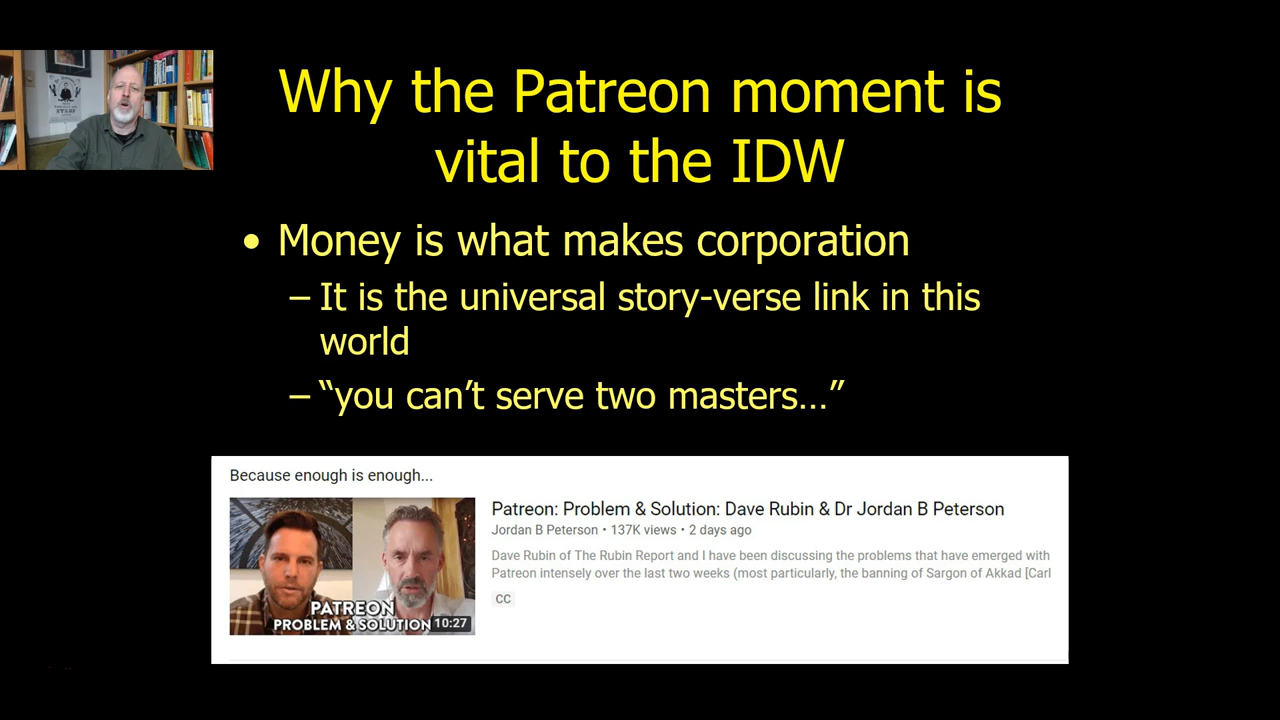 Why the Patreon moment is
vital to the IDW
• Money is what makes corporation
– It is the universal story-verse link in this
world
– “you can’t serve two masters…”
Because enough is enough...
PATREON
PROBLEM & SOLUTION
10:27
Patreon: Problem & Solution: Dave Rubin & Dr Jordan B Peterson
Jordan B Peterson • 137K views • 2 days ago
Dave Rubin of The Rubin Report and I have been discussing the problems that have emerged with
Patreon intensely over the last two weeks (most particularly, the banning of Sargon of Akkad [Carl
CC